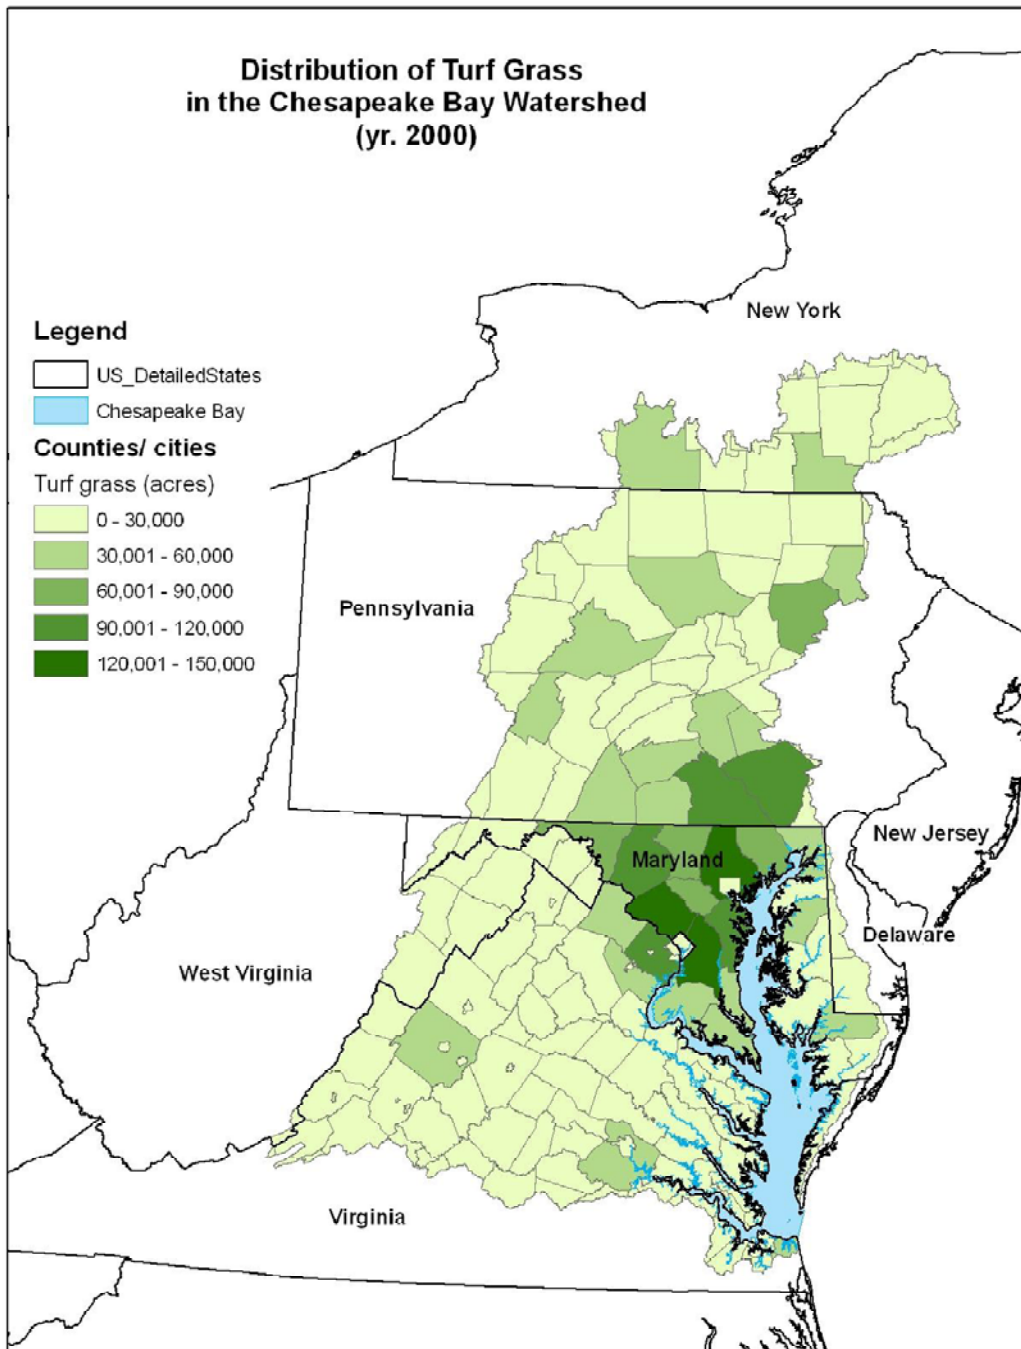 Distribution of Turf Grass
in the Chesapeake Bay Watershed
(yr. 2000)
New York
Legend
US_DetailedStates
Chesapeake Bay
Counties/ cities
Turf grass (acres)
0 - 30,000
30,001 - 60,000
60,001 - 90,000
90,001 - 120,000
120,001 - 150,000
Pennsylvania
New Jersey
Maryland
Delaware
West Virginia
Virginia